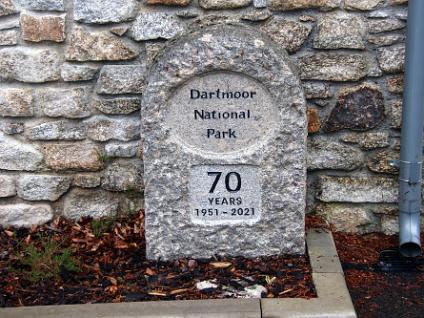 Dartmoor
National
Park
70
YEARS
1951 - 2021